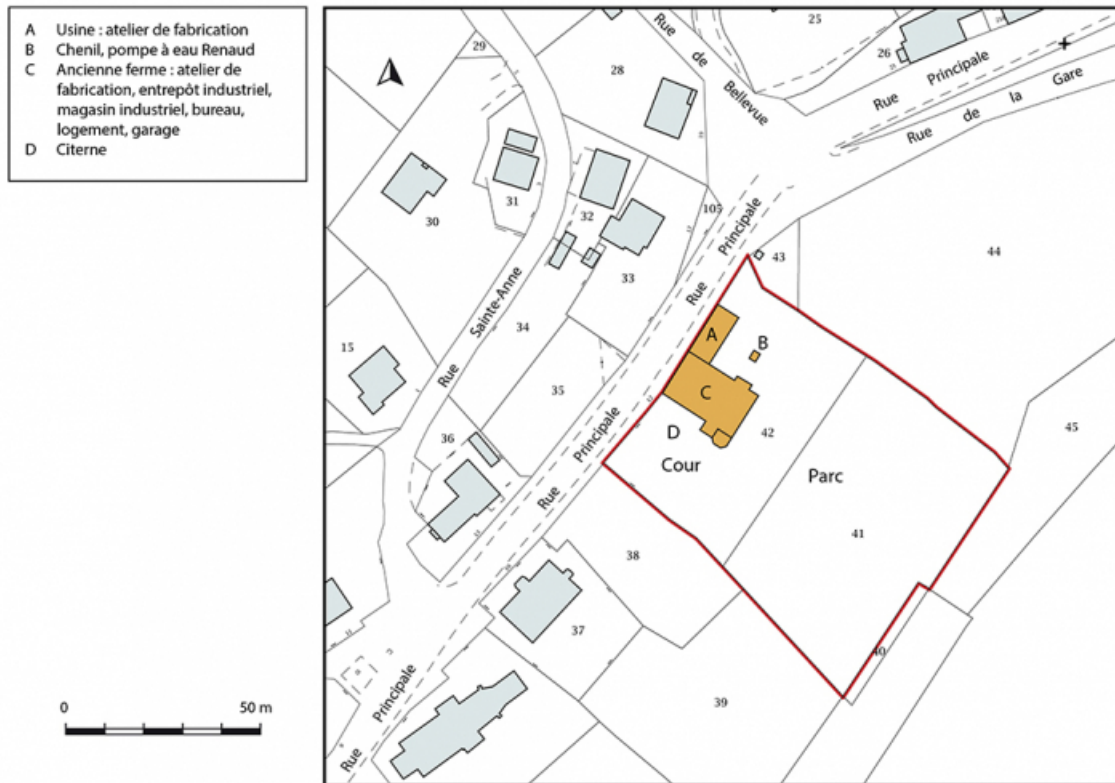 A Usine : atelier de fabrication
B Chenil, pompe à eau Renaud
C Ancienne ferme : atelier de
fabrication, entrepôt industriel,
magasin industriel, bureau,
logement, garage
D Citerne
0 50 m
29
28
Rue de Bellevue
25
26
Rue Principale
Rue de la Gare
30
31
32
105
Rue Principale
43
44
33
Rue Sainte-Anne
34
A
B
15
35
C
42
45
36
D
Cour
Rue Principale
Parc
41
38
37
40
39
Rue Principale